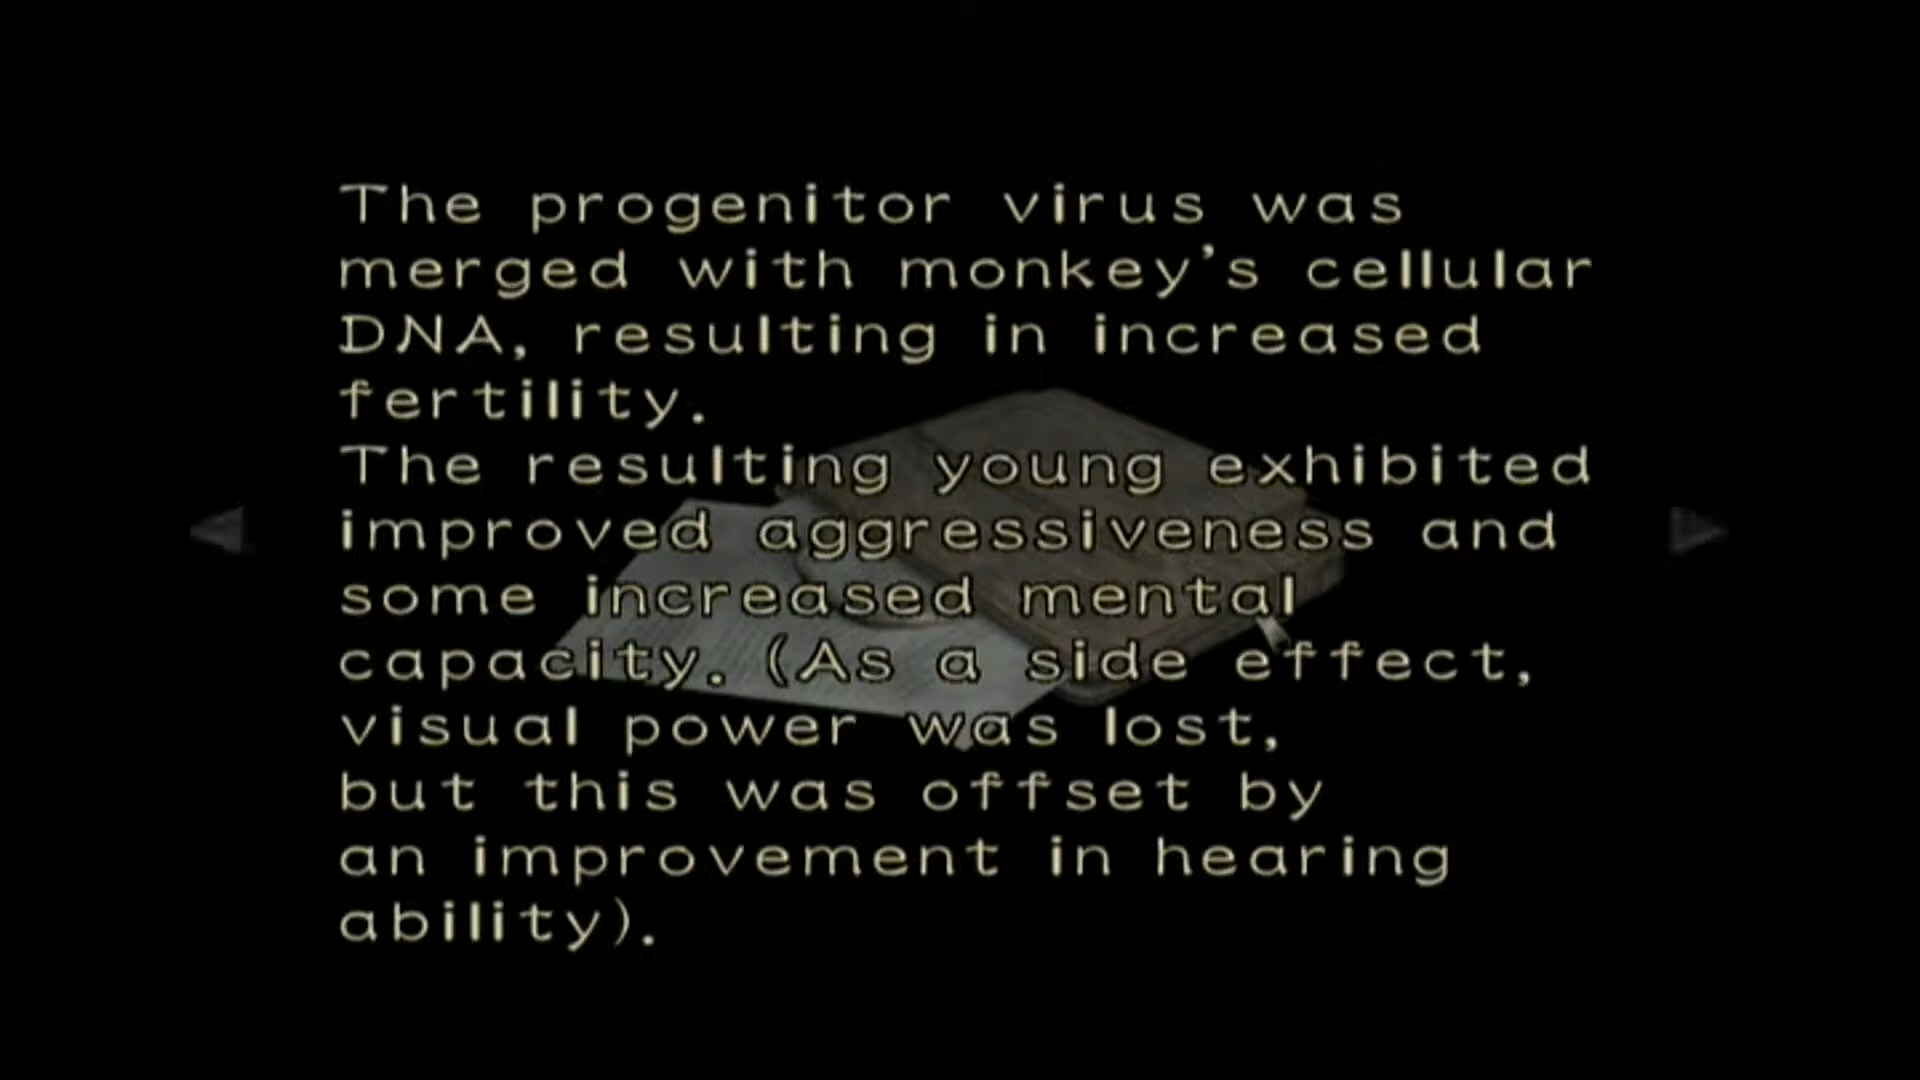 The progenitor virus was
merged with monkey's cellular
DNA, resulting in increased
fertility.
The resulting young exhibited
improved aggressiveness and
some increased mental
capacity. (As a side effect,
visual power was lost,
but this was offset by
an improvement in hearing
ability).